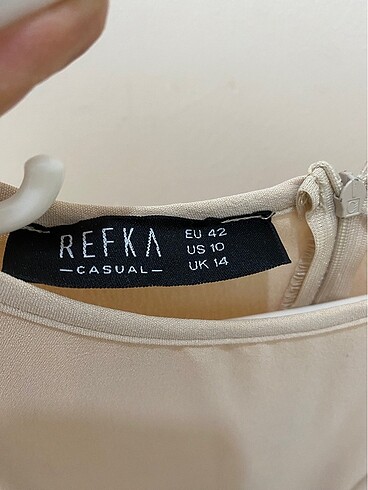 REFKA
—CASUAL—
EU 42
US 10
UK 14